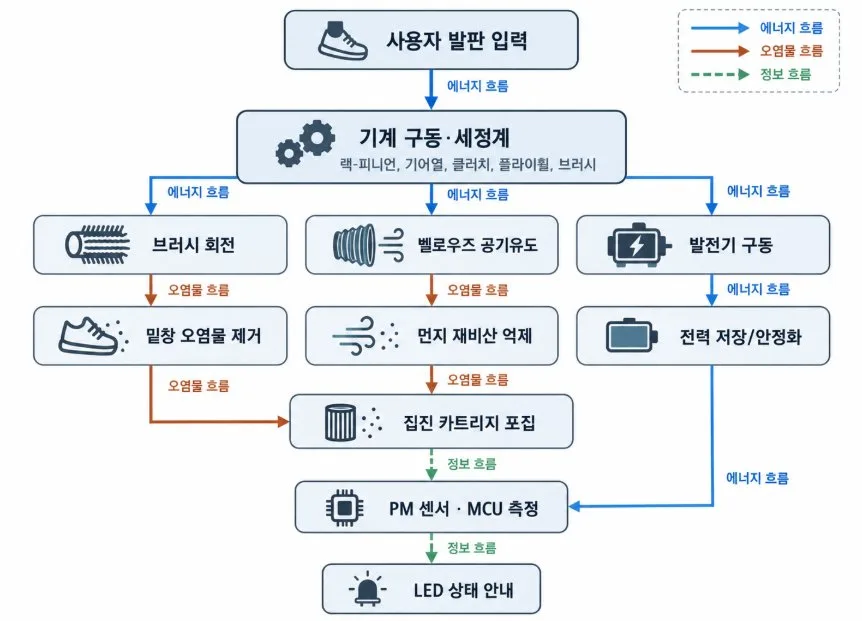 사용자 발판 입력
에너지 흐름
오염물 흐름
정보 흐름
에너지 흐름
기계 구동·세정계
랙-피니언, 기어열, 클러치, 플라이휠, 브러시
에너지 흐름
에너지 흐름
에너지 흐름
브러시 회전
벨로우즈 공기유도
발전기 구동
오염물 흐름
오염물 흐름
에너지 흐름
밑창 오염물 제거
먼지 재비산 억제
전력 저장/안정화
오염물 흐름
오염물 흐름
집진 카트리지 포집
정보 흐름
에너지 흐름
PM 센서 · MCU 측정
정보 흐름
LED 상태 안내